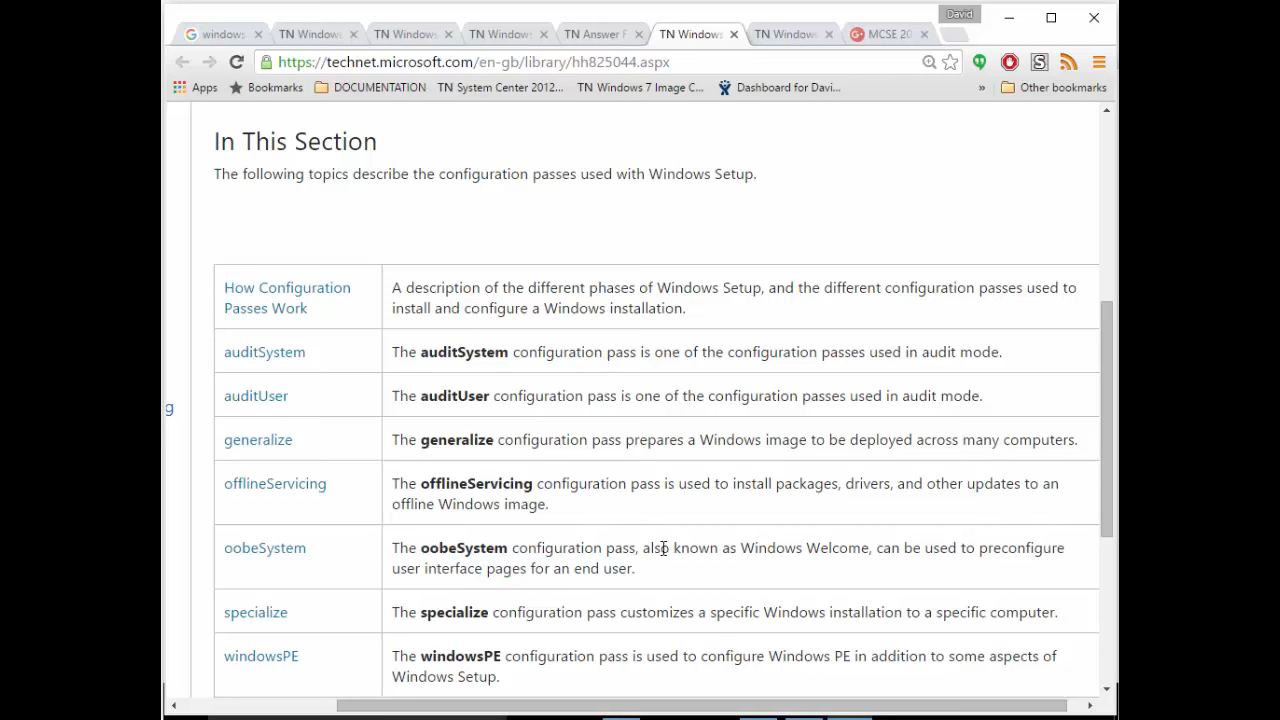 David
windows
TN Window
TN Window
TN Window
TN Answer F
TN Windows
TN Window
MCSE 20
https://technet.microsoft.com/en-gb/library/hh825044.aspx
Apps
Bookmarks
DOCUMENTATION
TN System Center 2012...
TN Windows 7 Image C...
Dashboard for Davi...
»
Other bookmarks
In This Section
The following topics describe the configuration passes used with Windows Setup.
How Configuration
Passes Work
A description of the different phases of Windows Setup, and the different configuration passes used to
install and configure a Windows installation.
auditSystem
The auditSystem configuration pass is one of the configuration passes used in audit mode.
auditUser
The auditUser configuration pass is one of the configuration passes used in audit mode.
g
generalize
The generalize configuration pass prepares a Windows image to be deployed across many computers.
offlineServicing
The offlineServicing configuration pass is used to install packages, drivers, and other updates to an
offline Windows image.
oobeSystem
The oobeSystem configuration pass, also known as Windows Welcome, can be used to preconfigure
user interface pages for an end user.
specialize
The specialize configuration pass customizes a specific Windows installation to a specific computer.
windowsPE
The windowsPE configuration pass is used to configure Windows PE in addition to some aspects of
Windows Setup.